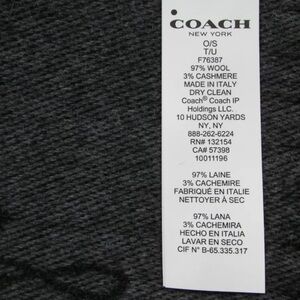 COACH
NEW YORK
O/S
T/U
F76387
97% WOOL
3% CASHMERE
MADE IN ITALY
DRY CLEAN
Coach® Coach IP
Holdings LLC.
10 HUDSON YARDS
NY, NY
888-262-6224
RN# 132154
CA# 57398
10011196
97% LAINE
3% CACHEMIRE
FABRIQUÉ EN ITALIE
NETTOYER À SEC
97% LANA
3% CACHEMIRA
HECHO EN ITALIA
LAVAR EN SECO
CIF N° B-65.335.317